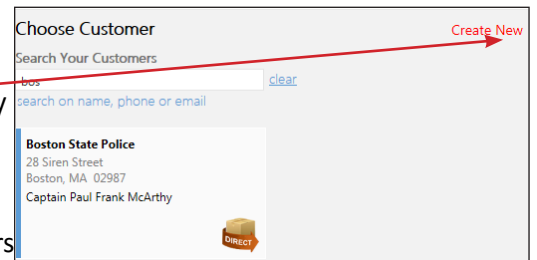 Choose Customer
Create New
Search Your Customers
bos
clear
y
search on name, phone or email
Boston State Police
28 Siren Street
Boston, MA 02987
Captain Paul Frank McArthy
DIRECT
rs